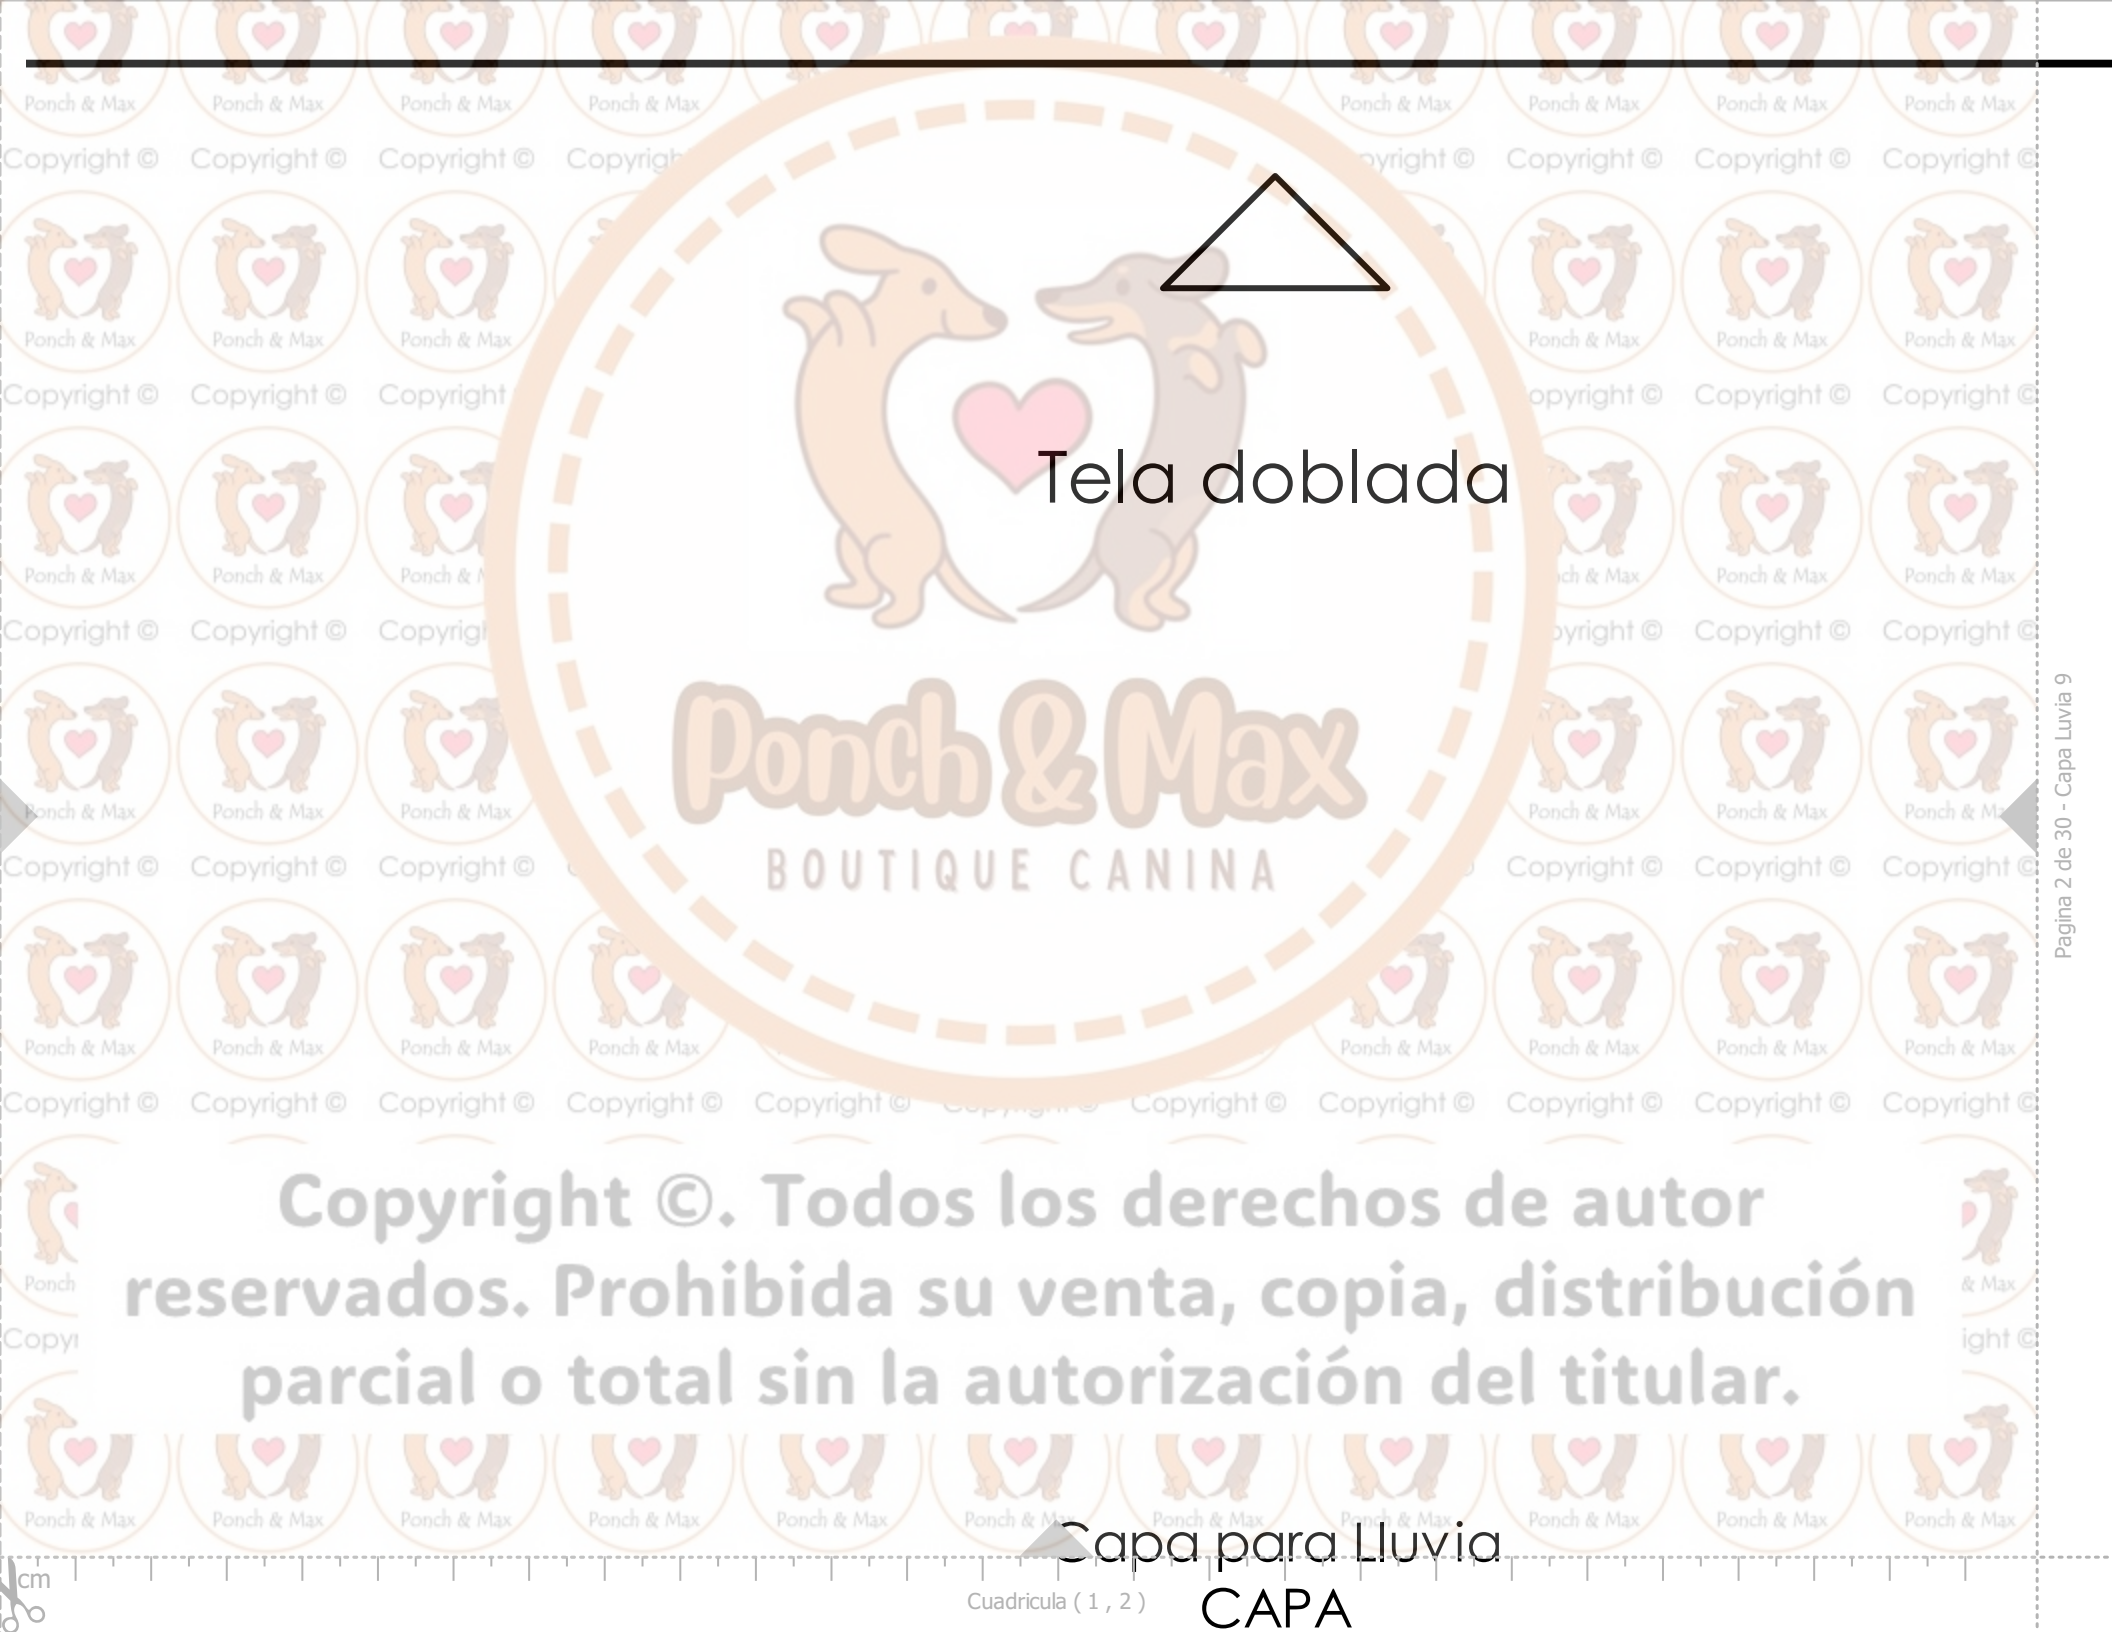 Tela doblada
Ponch & Max
BOUTIQUE CANINA
Copyright ©. Todos los derechos de autor
reservados. Prohibida su venta, copia, distribución
parcial o total sin la autorización del titular.
Capa para Lluvia
CAPA
cm
Cuadricula ( 1 , 2 )
Pagina 2 de 30 - Capa Luvia 9
Ponch & Max
Copyright ©